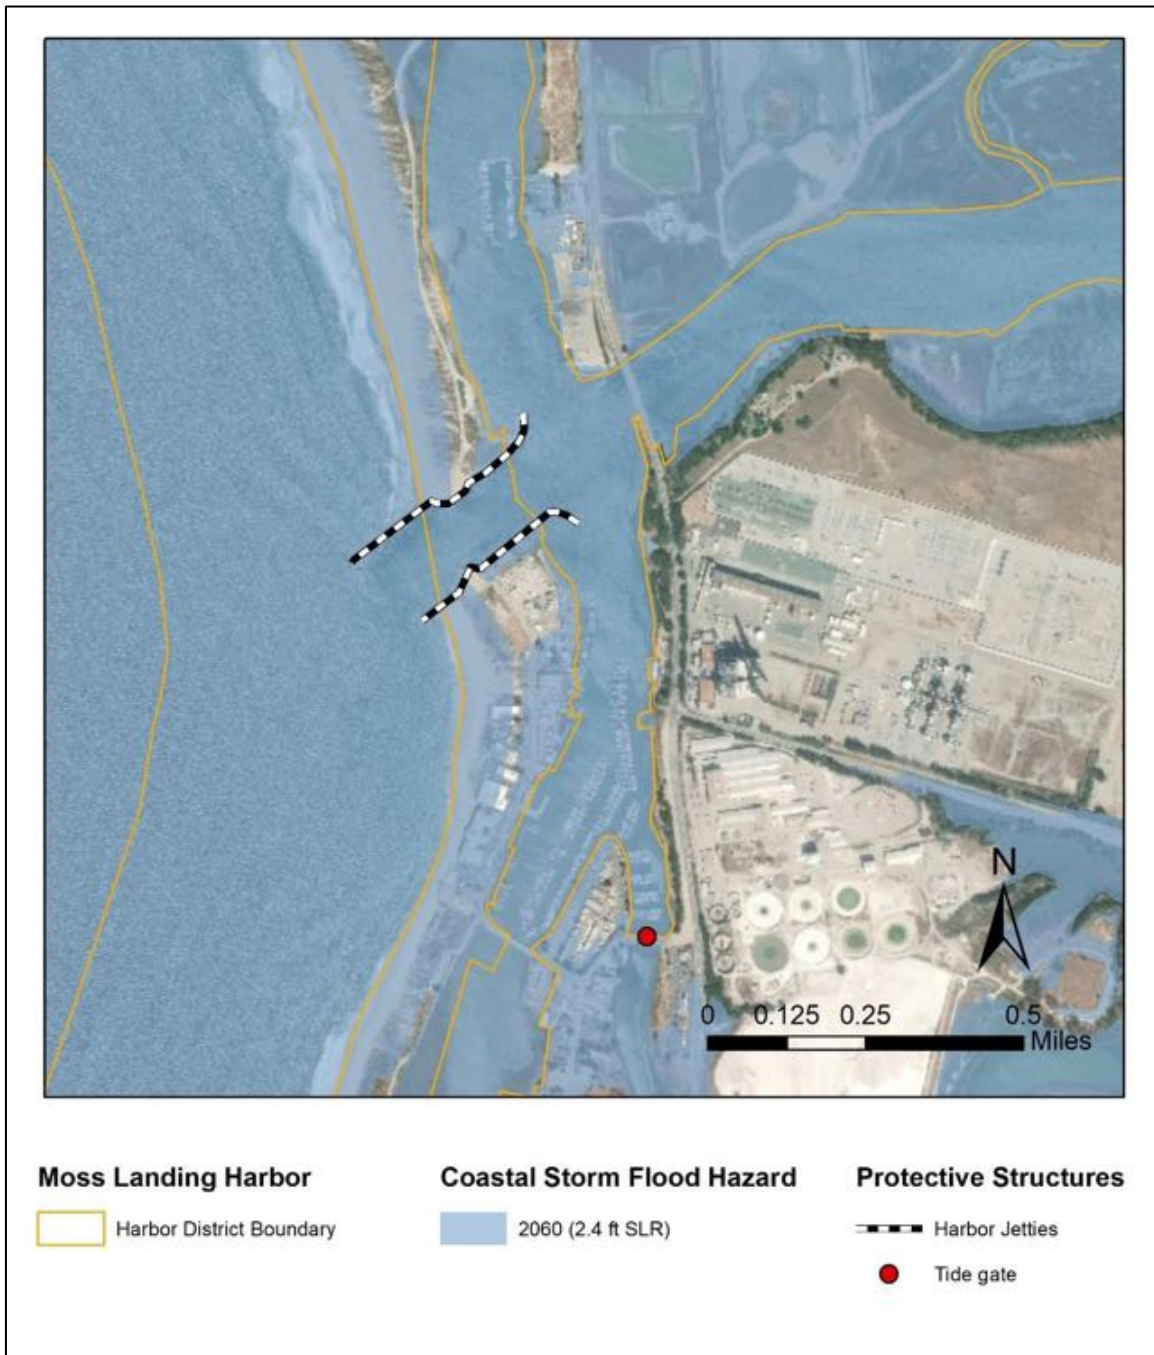 N
0 0.125 0.25 0.5
Miles
Moss Landing Harbor
Harbor District Boundary
Coastal Storm Flood Hazard
2060 (2.4 ft SLR)
Protective Structures
Harbor Jetties
Tide gate